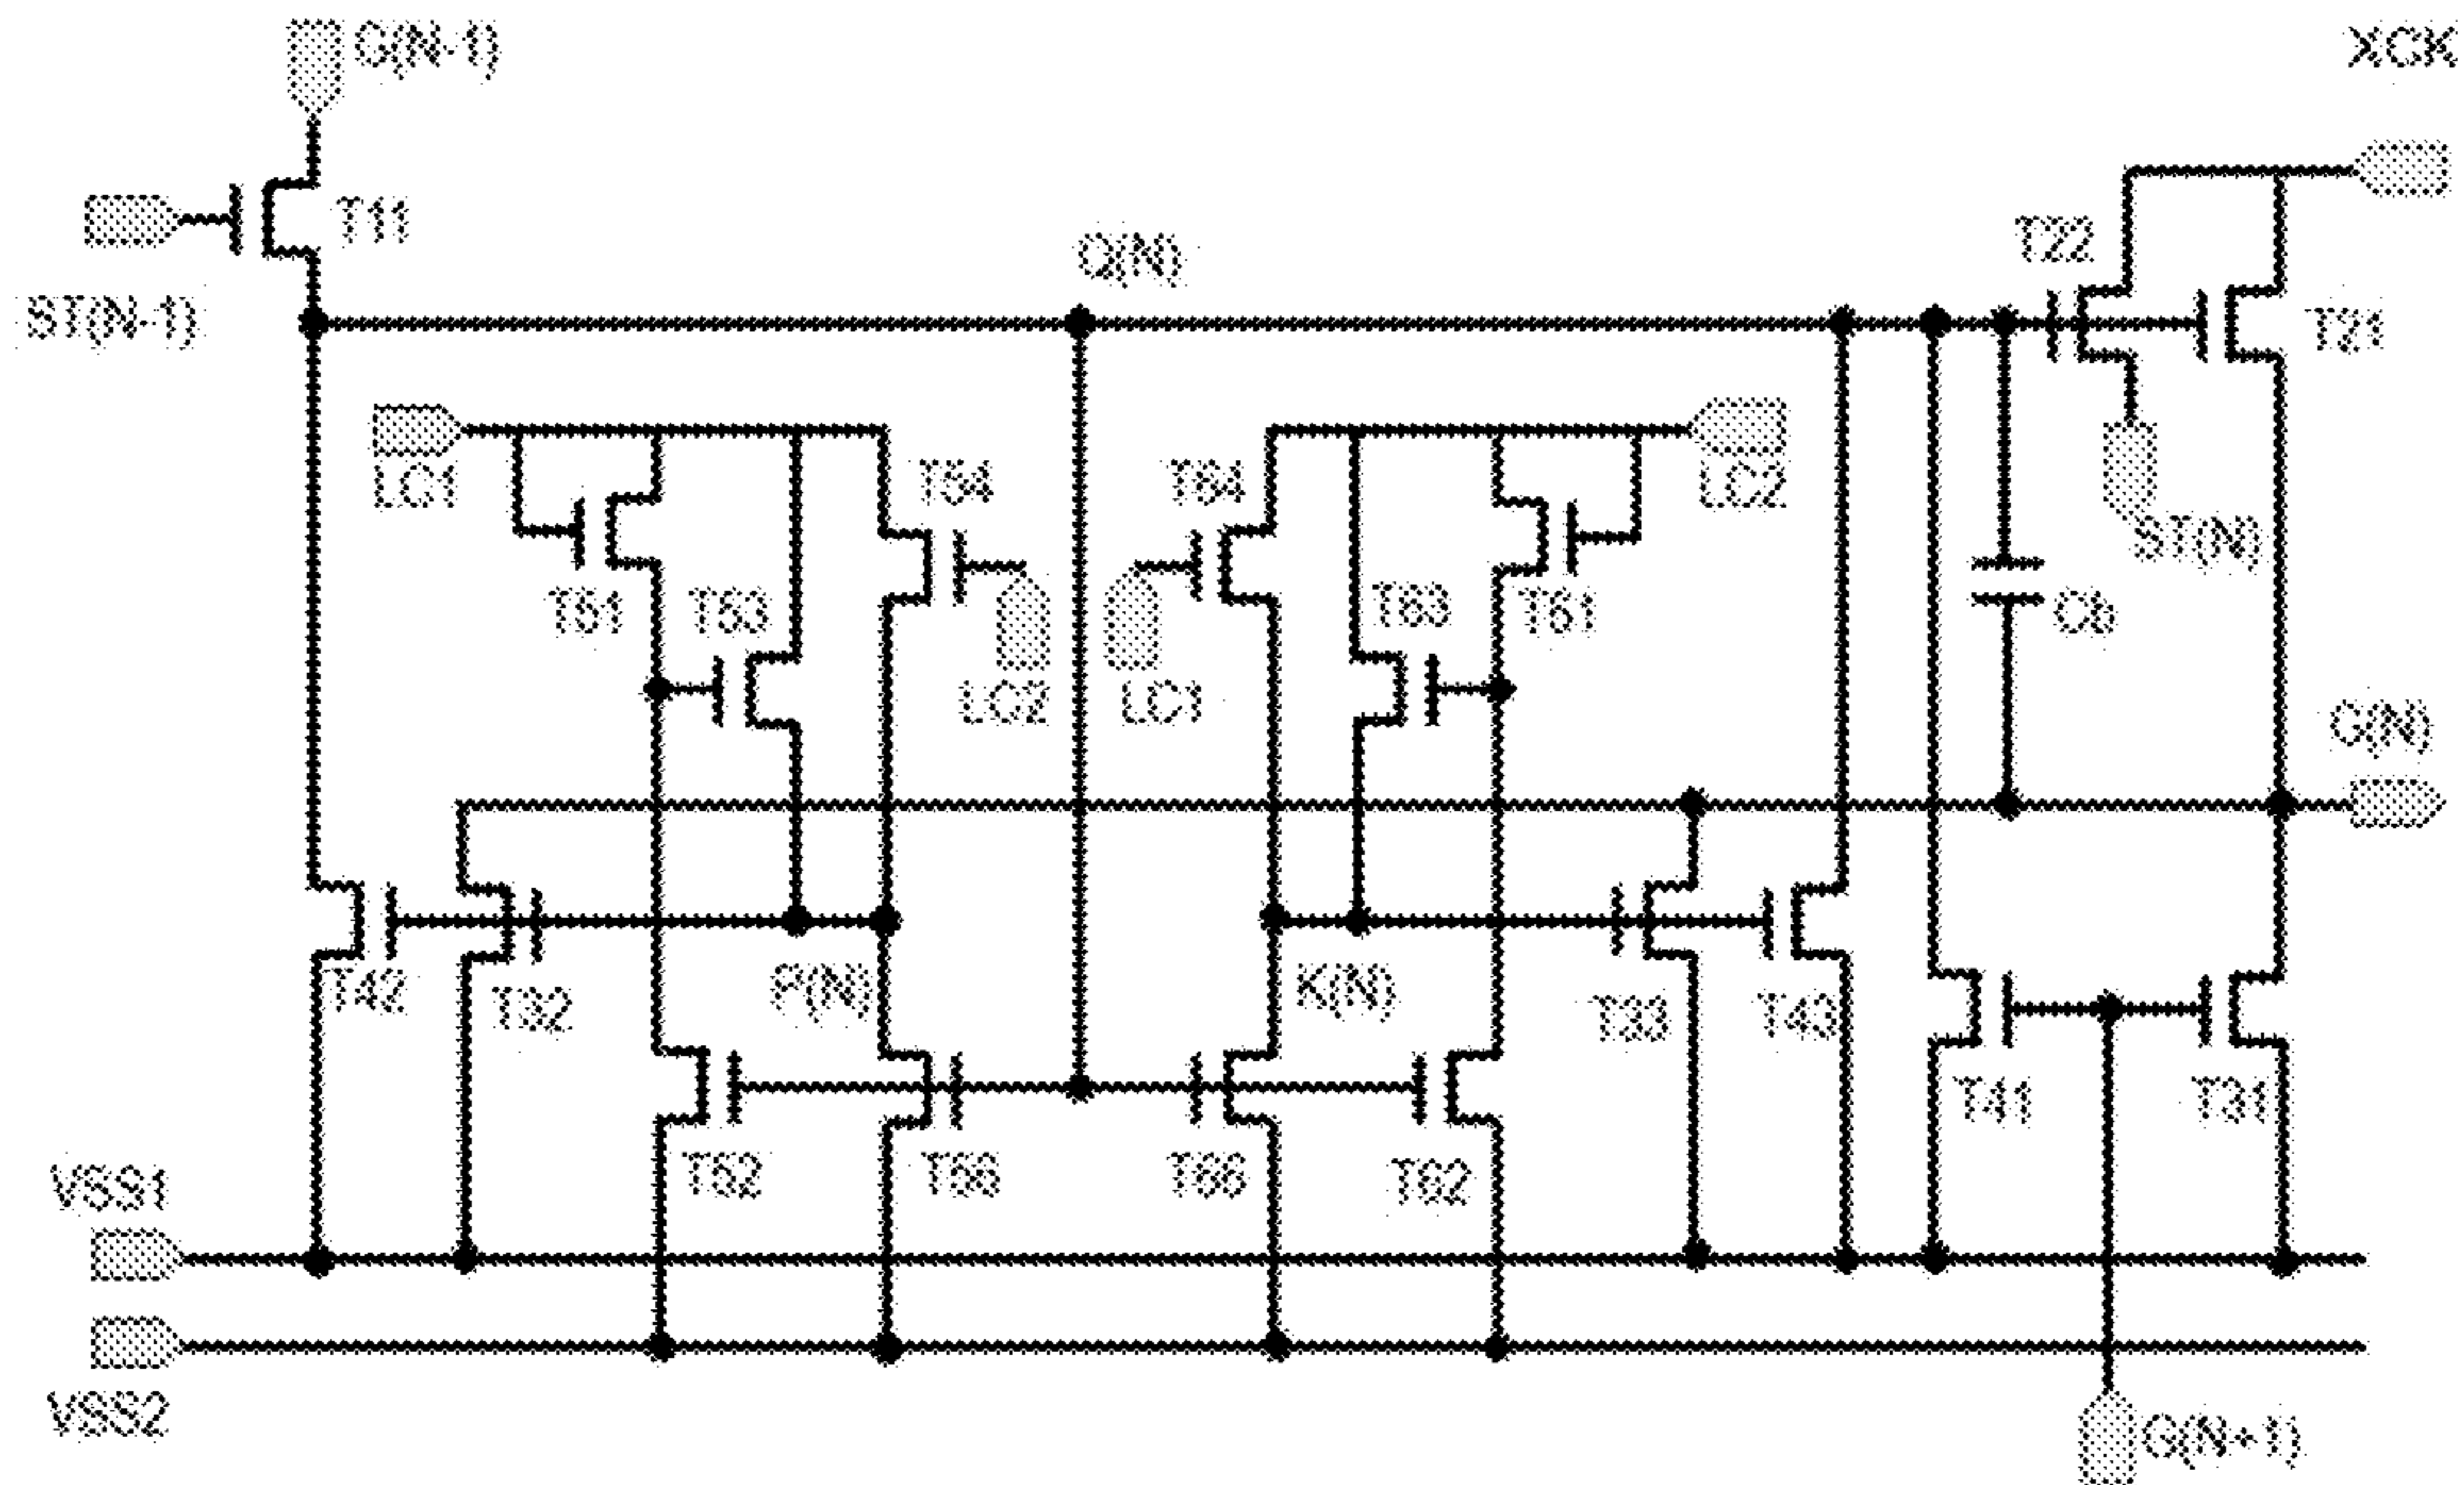 G(N-1)
XCK
T11
ST(N-1)
Q(N)
T22
T21
LC1
T54
T64
LC2
ST(N)
T51
T53
T63
T61
Cb
LC2
LC1
G(N)
T42
T32
P(N)
K(N)
T33
T43
T41
T31
VSS1
T52
T56
T66
T62
VSS2
G(N+1)